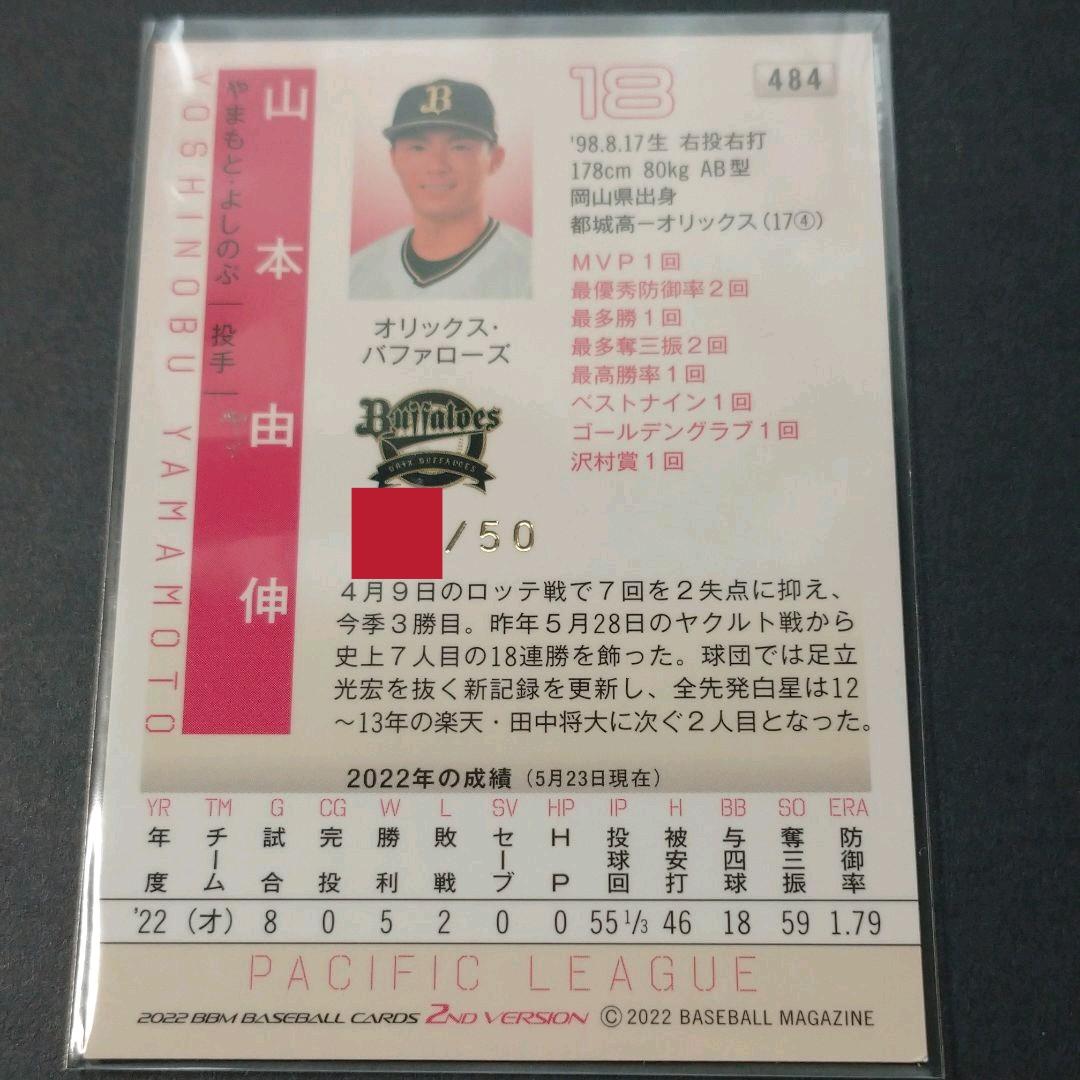 山本由伸
やまもと・よしのぶ｜投手｜
YOSHINOBU YAMAMOTO
B
オリックス・
バファローズ
Buffaloes
ORIX BUFFALOES
/50
18
484
'98.8.17生 右投右打
178cm 80kg AB型
岡山県出身
都城高ーオリックス(17④)
MVP1回
最優秀防御率2回
最多勝1回
最多奪三振2回
最高勝率1回
ベストナイン1回
ゴールデングラブ1回
沢村賞1回
4月9日のロッテ戦で7回を2失点に抑え、
今季3勝目。昨年5月28日のヤクルト戦から
史上7人目の18連勝を飾った。球団では足立
光宏を抜く新記録を更新し、全先発白星は12
～13年の楽天・田中将大に次ぐ2人目となった。
2022年の成績（5月23日現在）
YR TM G CG W L SV HP IP H BB SO ERA
年度 チーム 試合 完投 勝利 敗戦 セーブ HP 投球回 被安打 与四球 奪三振 防御率
'22 (オ) 8 0 5 2 0 0 55 1/3 46 18 59 1.79
PACIFIC LEAGUE
2022 BBM BASEBALL CARDS 2ND VERSION © 2022 BASEBALL MAGAZINE